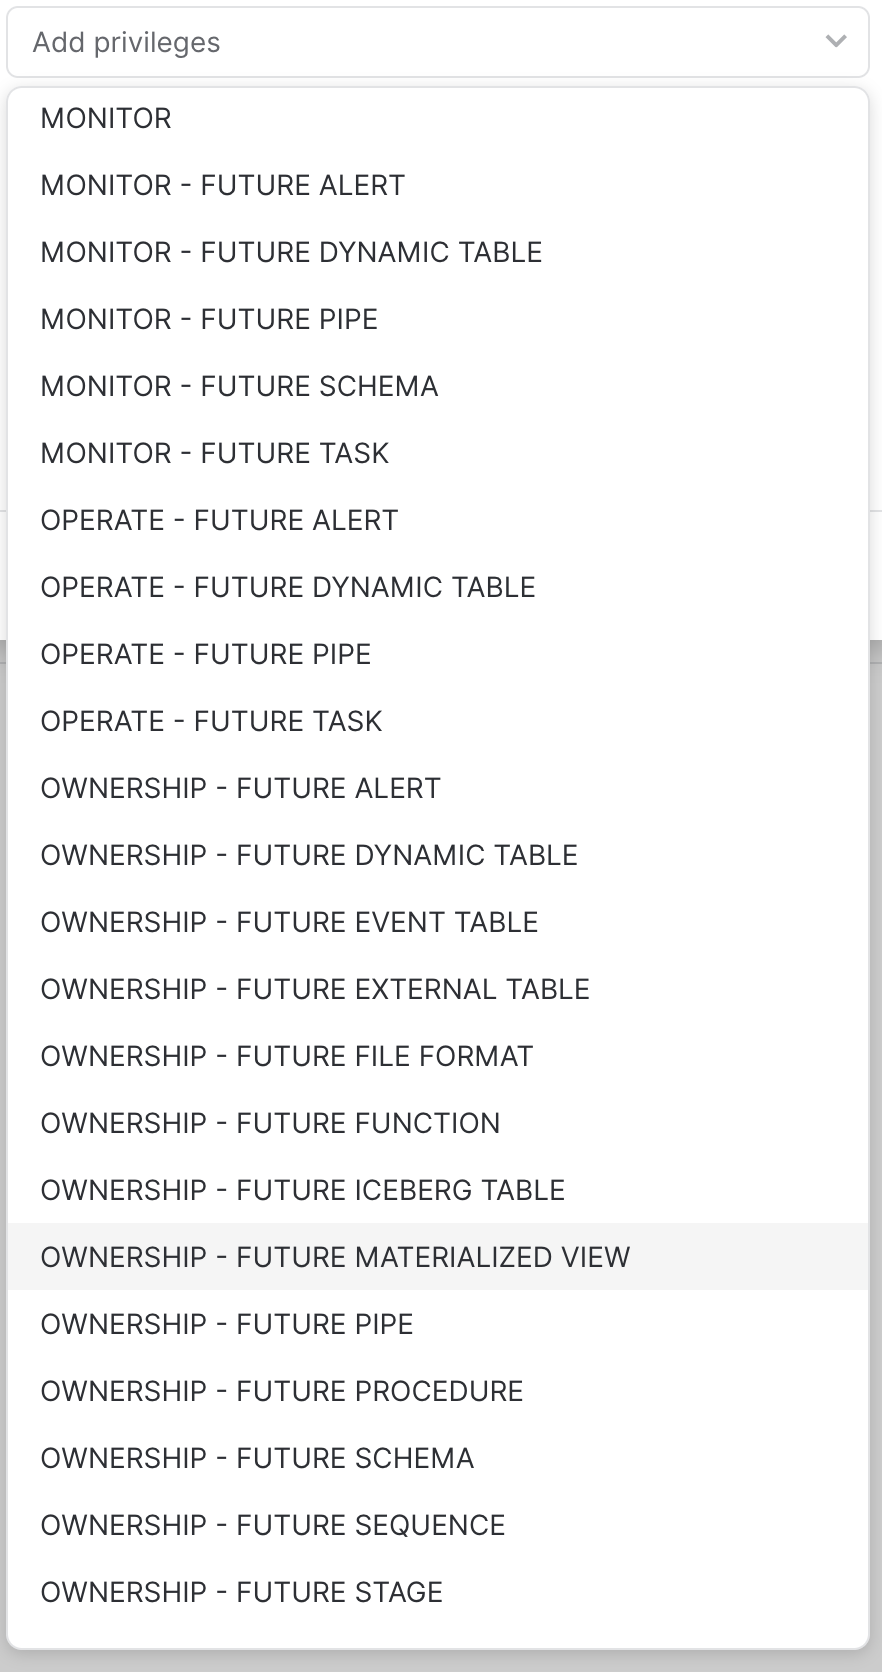 Add privileges
MONITOR
MONITOR - FUTURE ALERT
MONITOR - FUTURE DYNAMIC TABLE
MONITOR - FUTURE PIPE
MONITOR - FUTURE SCHEMA
MONITOR - FUTURE TASK
OPERATE - FUTURE ALERT
OPERATE - FUTURE DYNAMIC TABLE
OPERATE - FUTURE PIPE
OPERATE - FUTURE TASK
OWNERSHIP - FUTURE ALERT
OWNERSHIP - FUTURE DYNAMIC TABLE
OWNERSHIP - FUTURE EVENT TABLE
OWNERSHIP - FUTURE EXTERNAL TABLE
OWNERSHIP - FUTURE FILE FORMAT
OWNERSHIP - FUTURE FUNCTION
OWNERSHIP - FUTURE ICEBERG TABLE
OWNERSHIP - FUTURE MATERIALIZED VIEW
OWNERSHIP - FUTURE PIPE
OWNERSHIP - FUTURE PROCEDURE
OWNERSHIP - FUTURE SCHEMA
OWNERSHIP - FUTURE SEQUENCE
OWNERSHIP - FUTURE STAGE